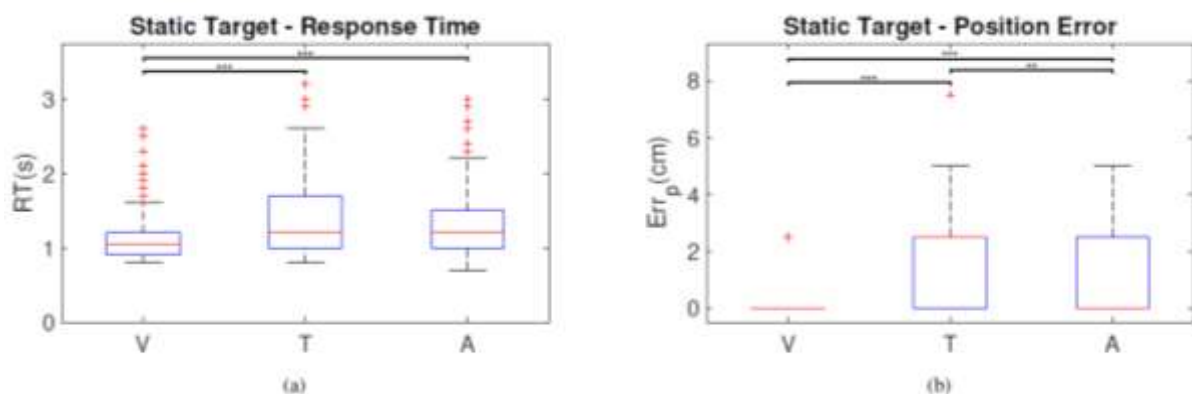 Static Target - Response Time
Static Target - Position Error
***
***
***
***
**
3
2
1
0
RT(s)
8
6
4
2
0
Err_p(cm)
V T A
V T A
(a)
(b)